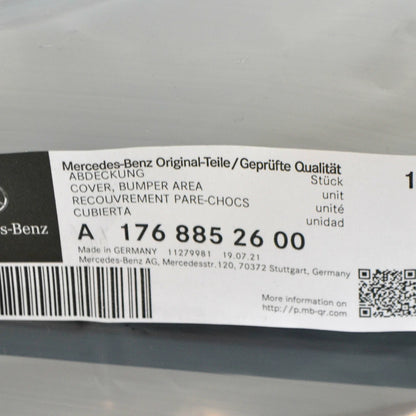 Mercedes-Benz Original-Teile/Geprüfte Qualität
ABDECKUNG Stück 1
COVER, BUMPER AREA unit
RECOUVREMENT PARE-CHOCS unité
CUBIERTA unidad
A 176 885 26 00
Made in GERMANY 11279981 19.07.21
Mercedes-Benz AG, Mercedesstr.120, 70372 Stuttgart, Germany
More information on
http://p.mb-qr.com/
s-Benz